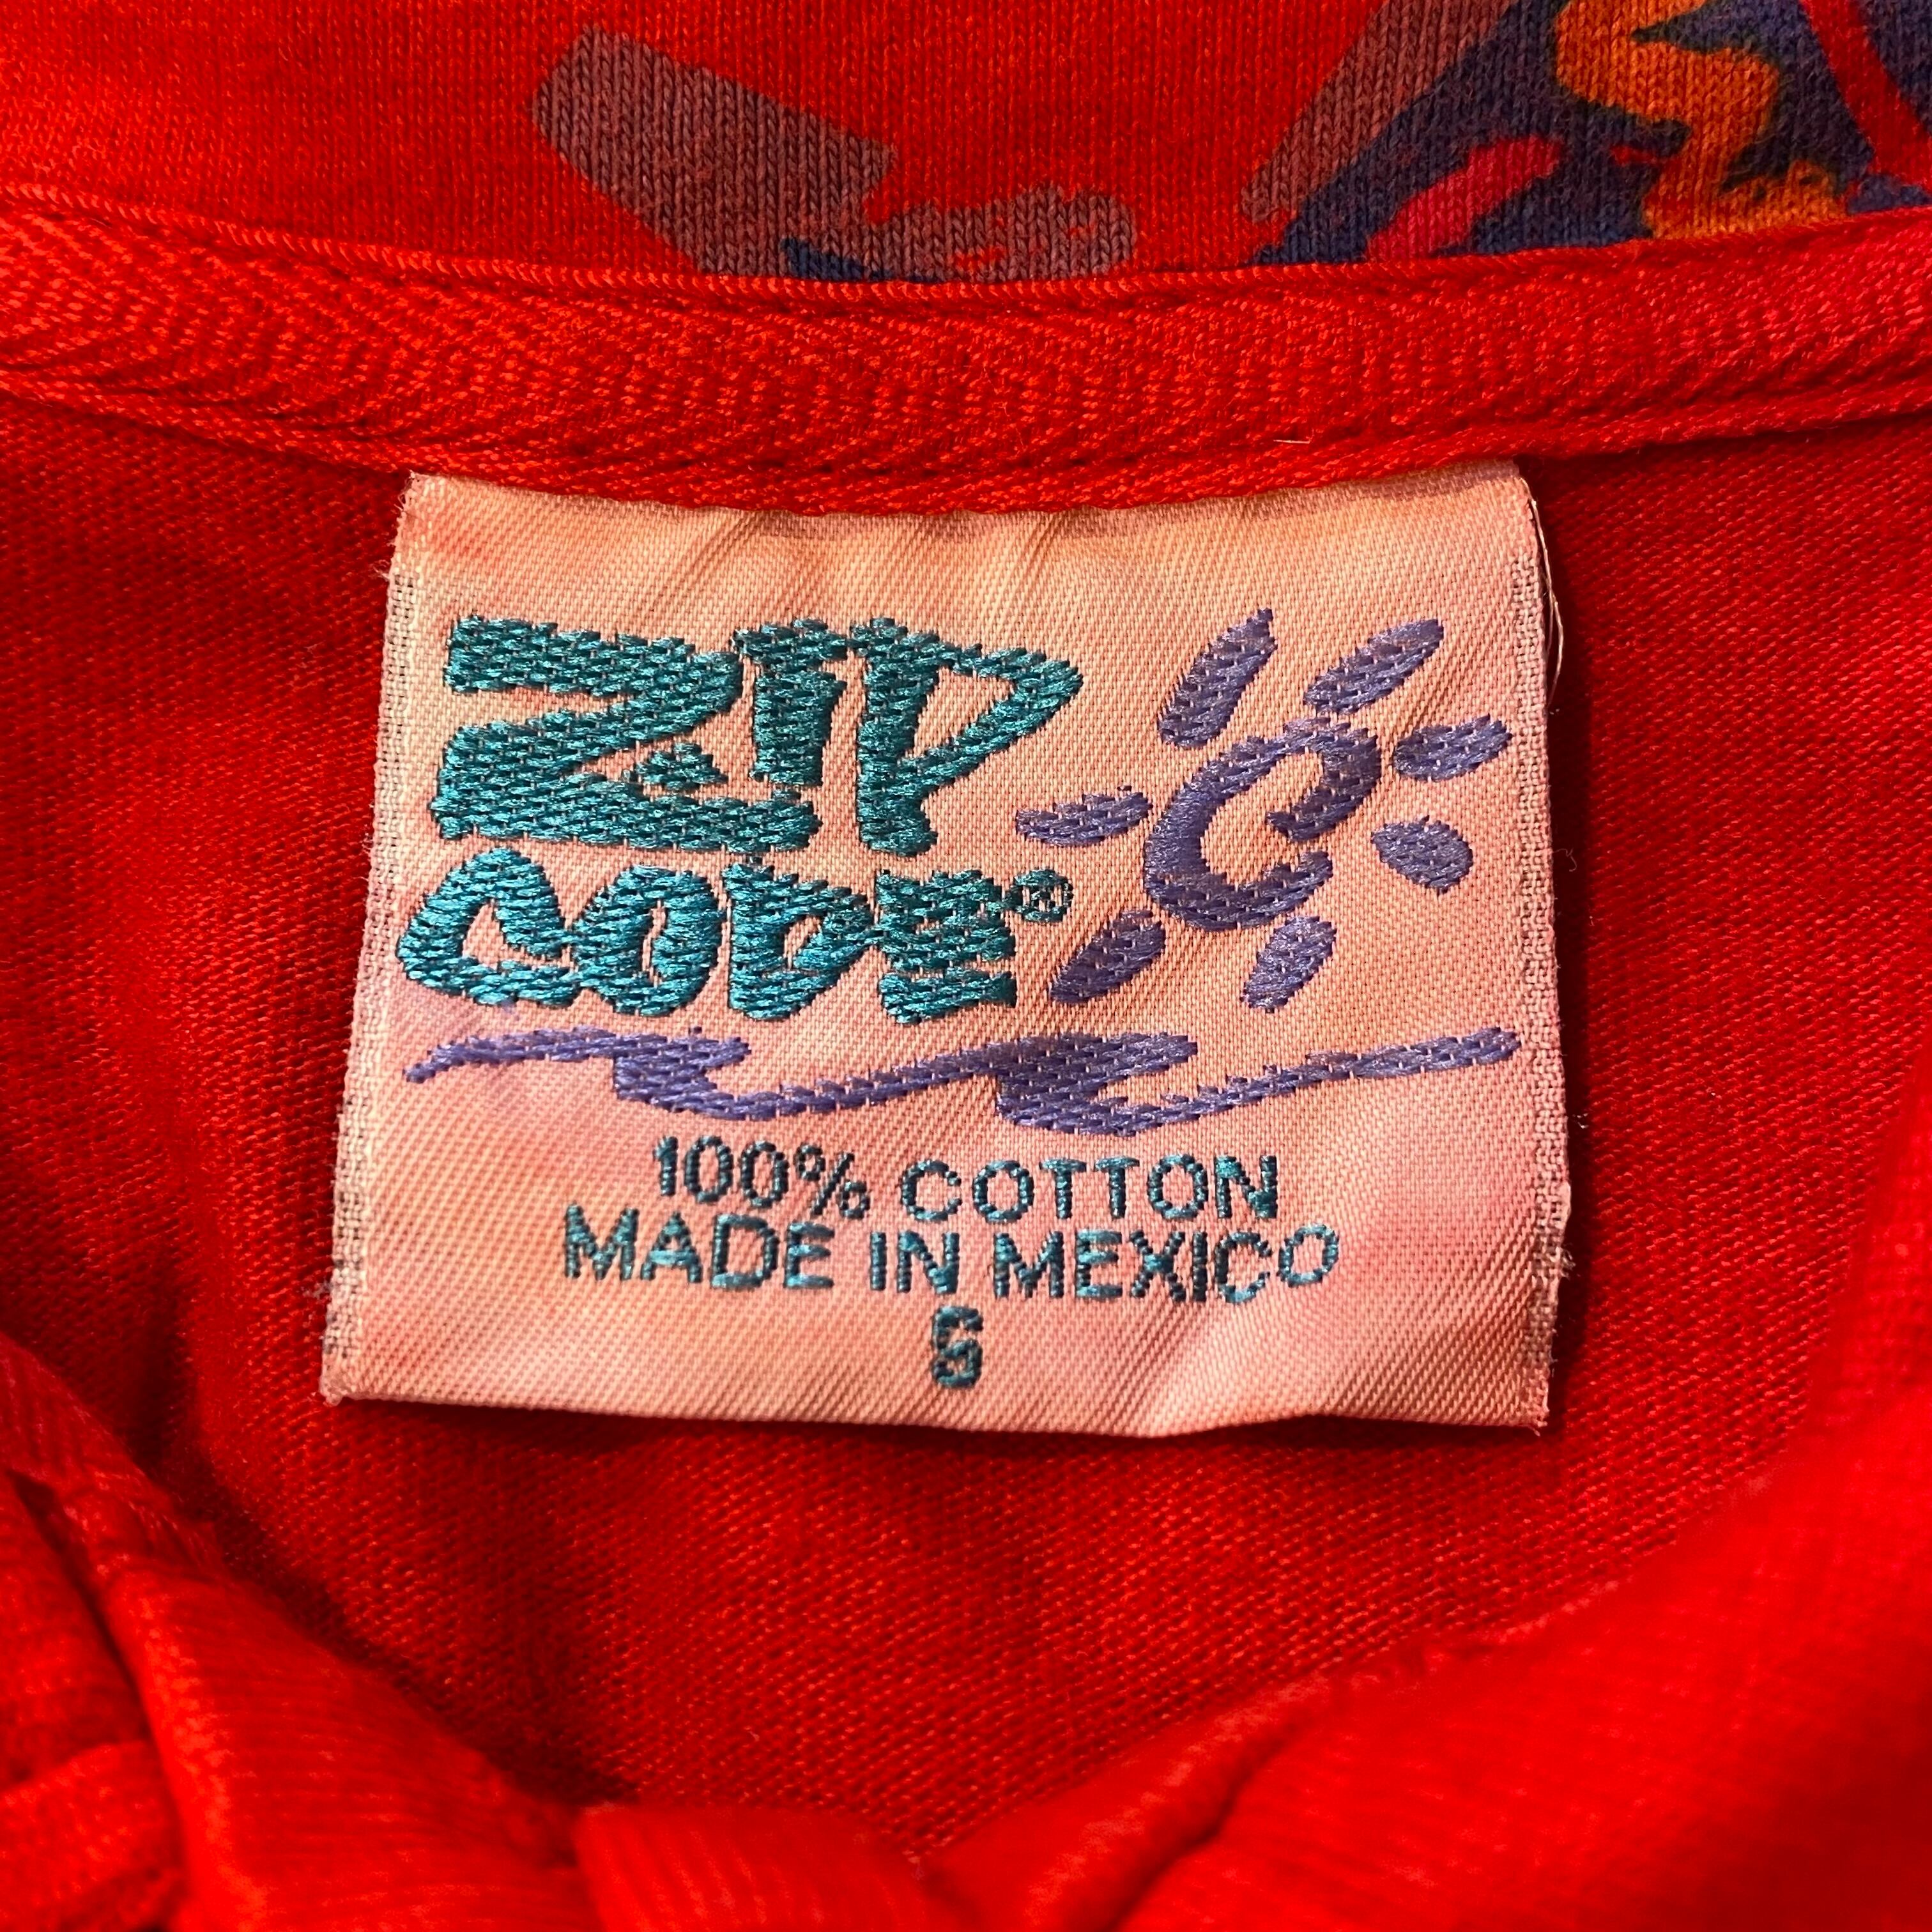 ZIP
CODE®
100% COTTON
MADE IN MEXICO
S